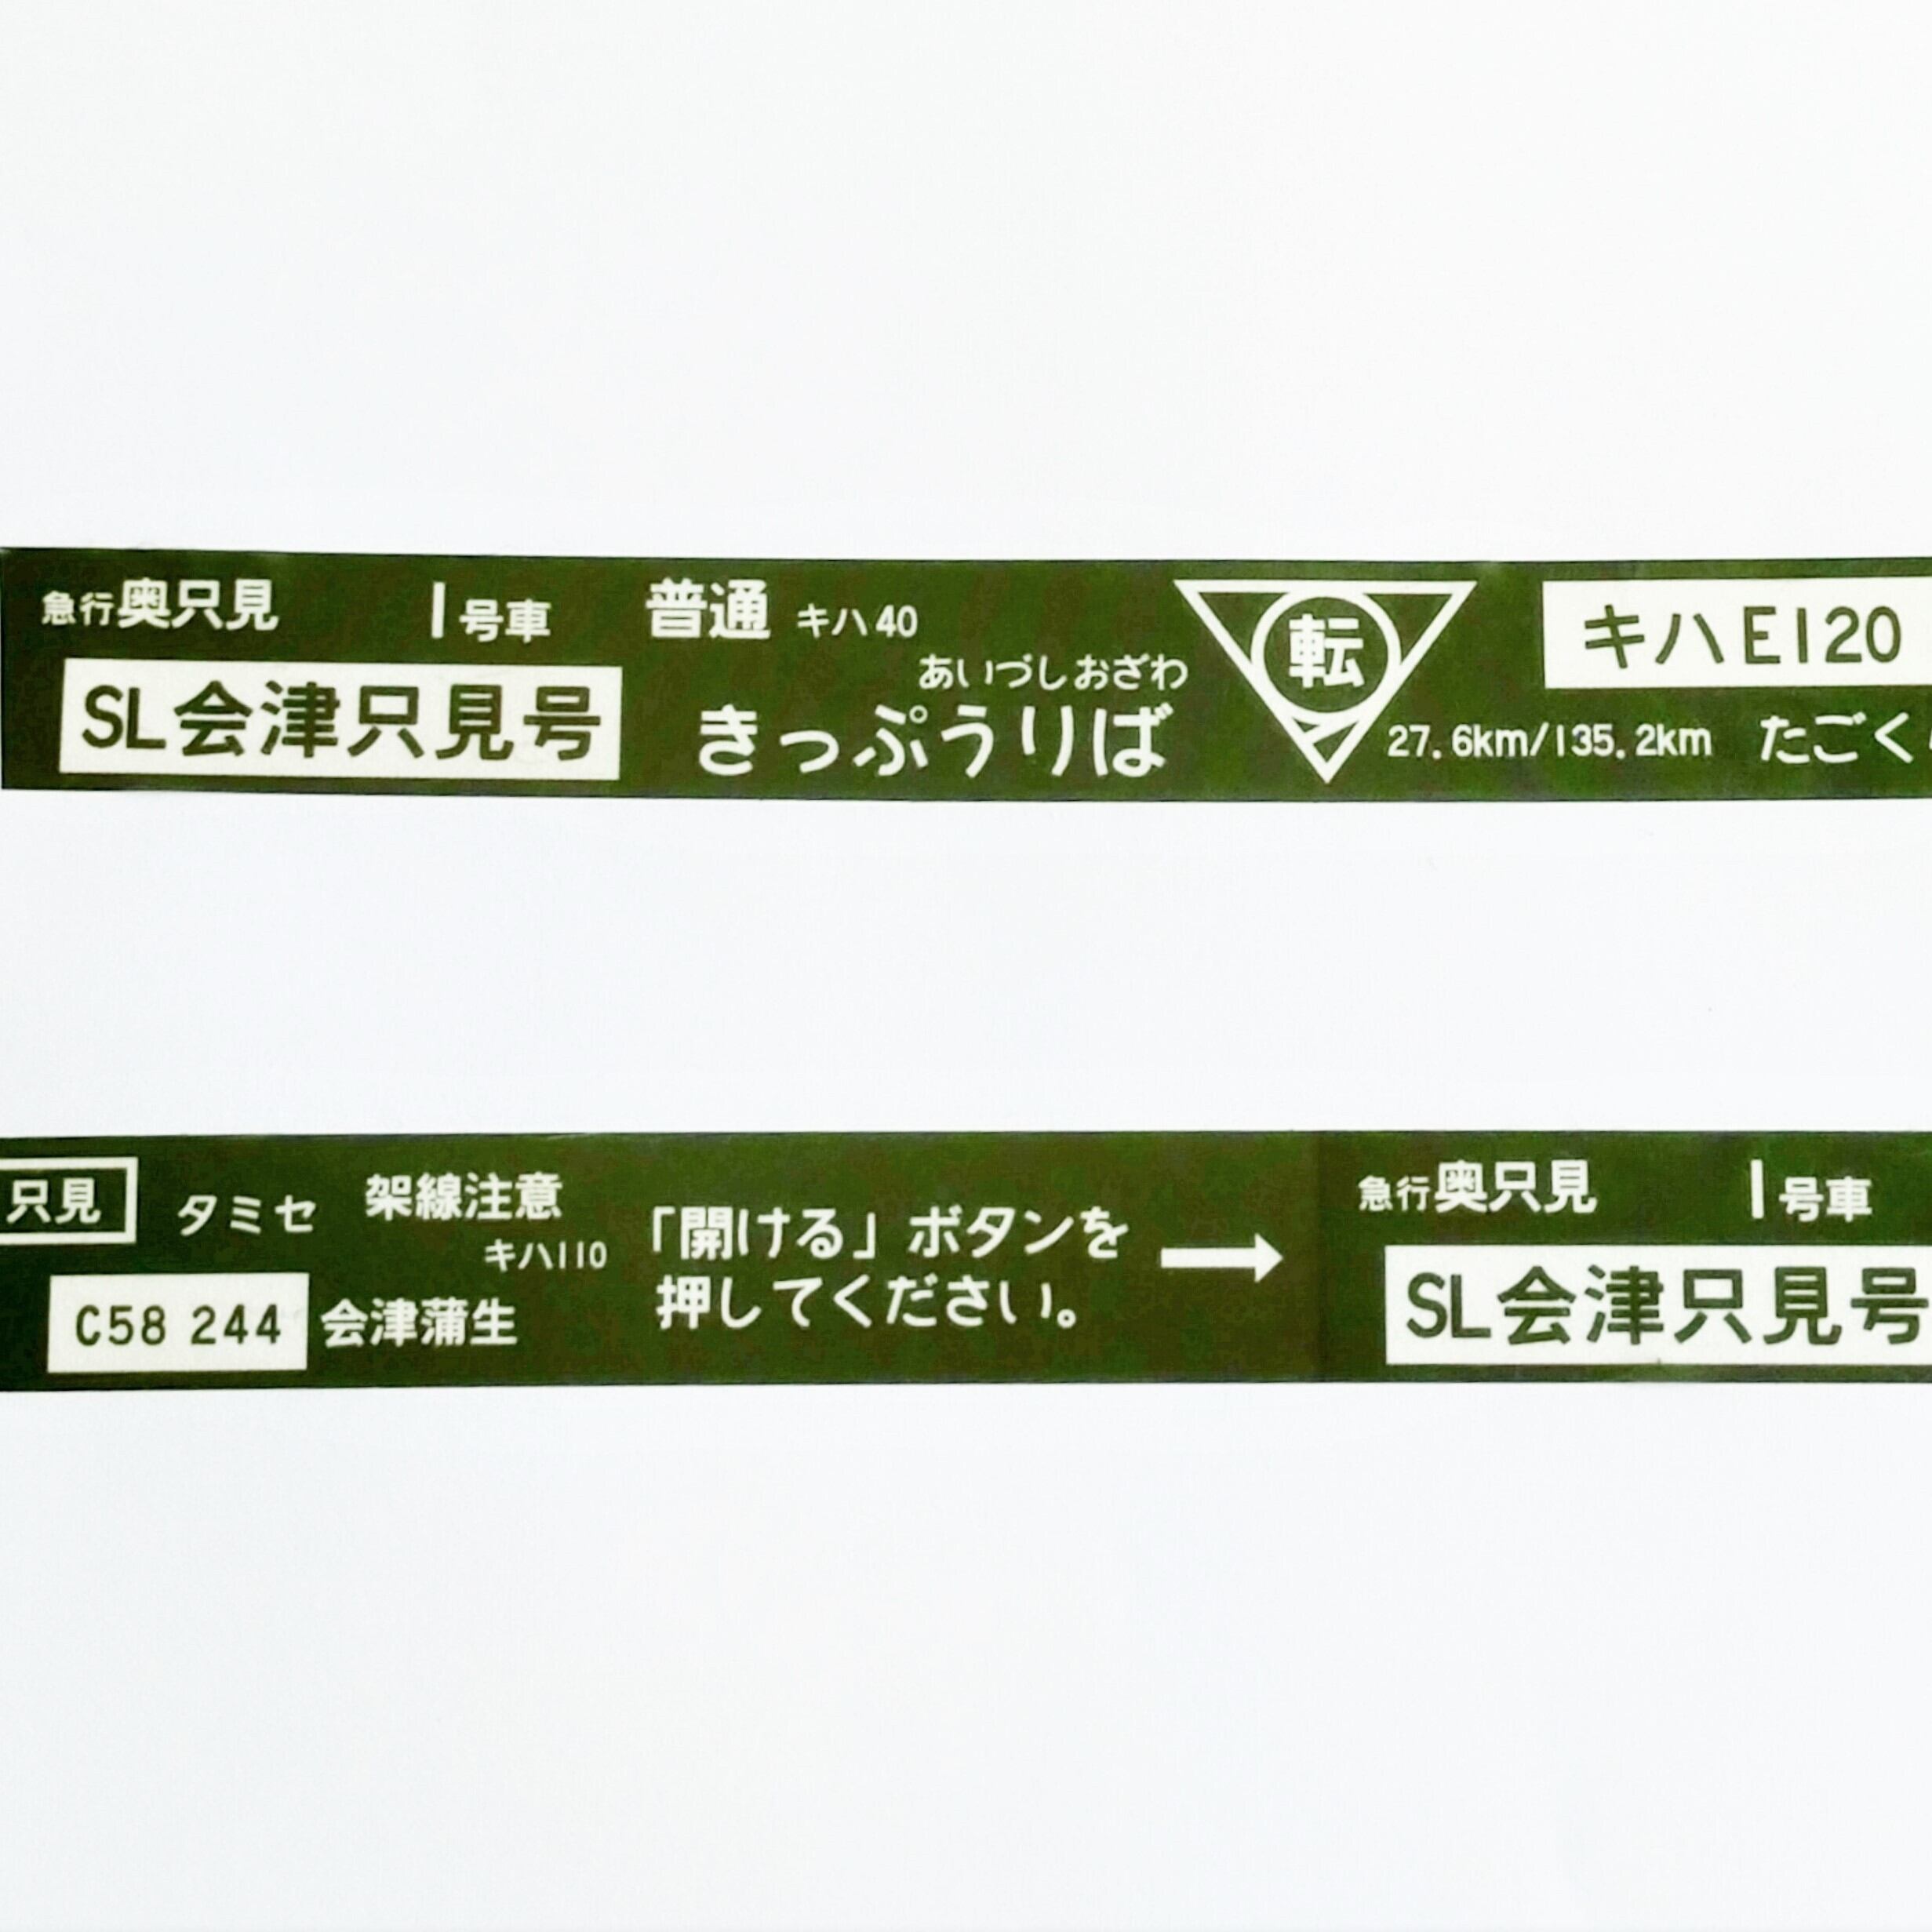 急行奥只見 1号車
SL会津只見号
普通 キハ40
あいづしおざわ
きっぷうりば
転
キハE120
27.6km/135.2km たごく
只見 タミセ 架線注意
キハ110
C58 244 会津蒲生
「開ける」ボタンを
押してください。 →
急行奥只見 1号車
SL会津只見号